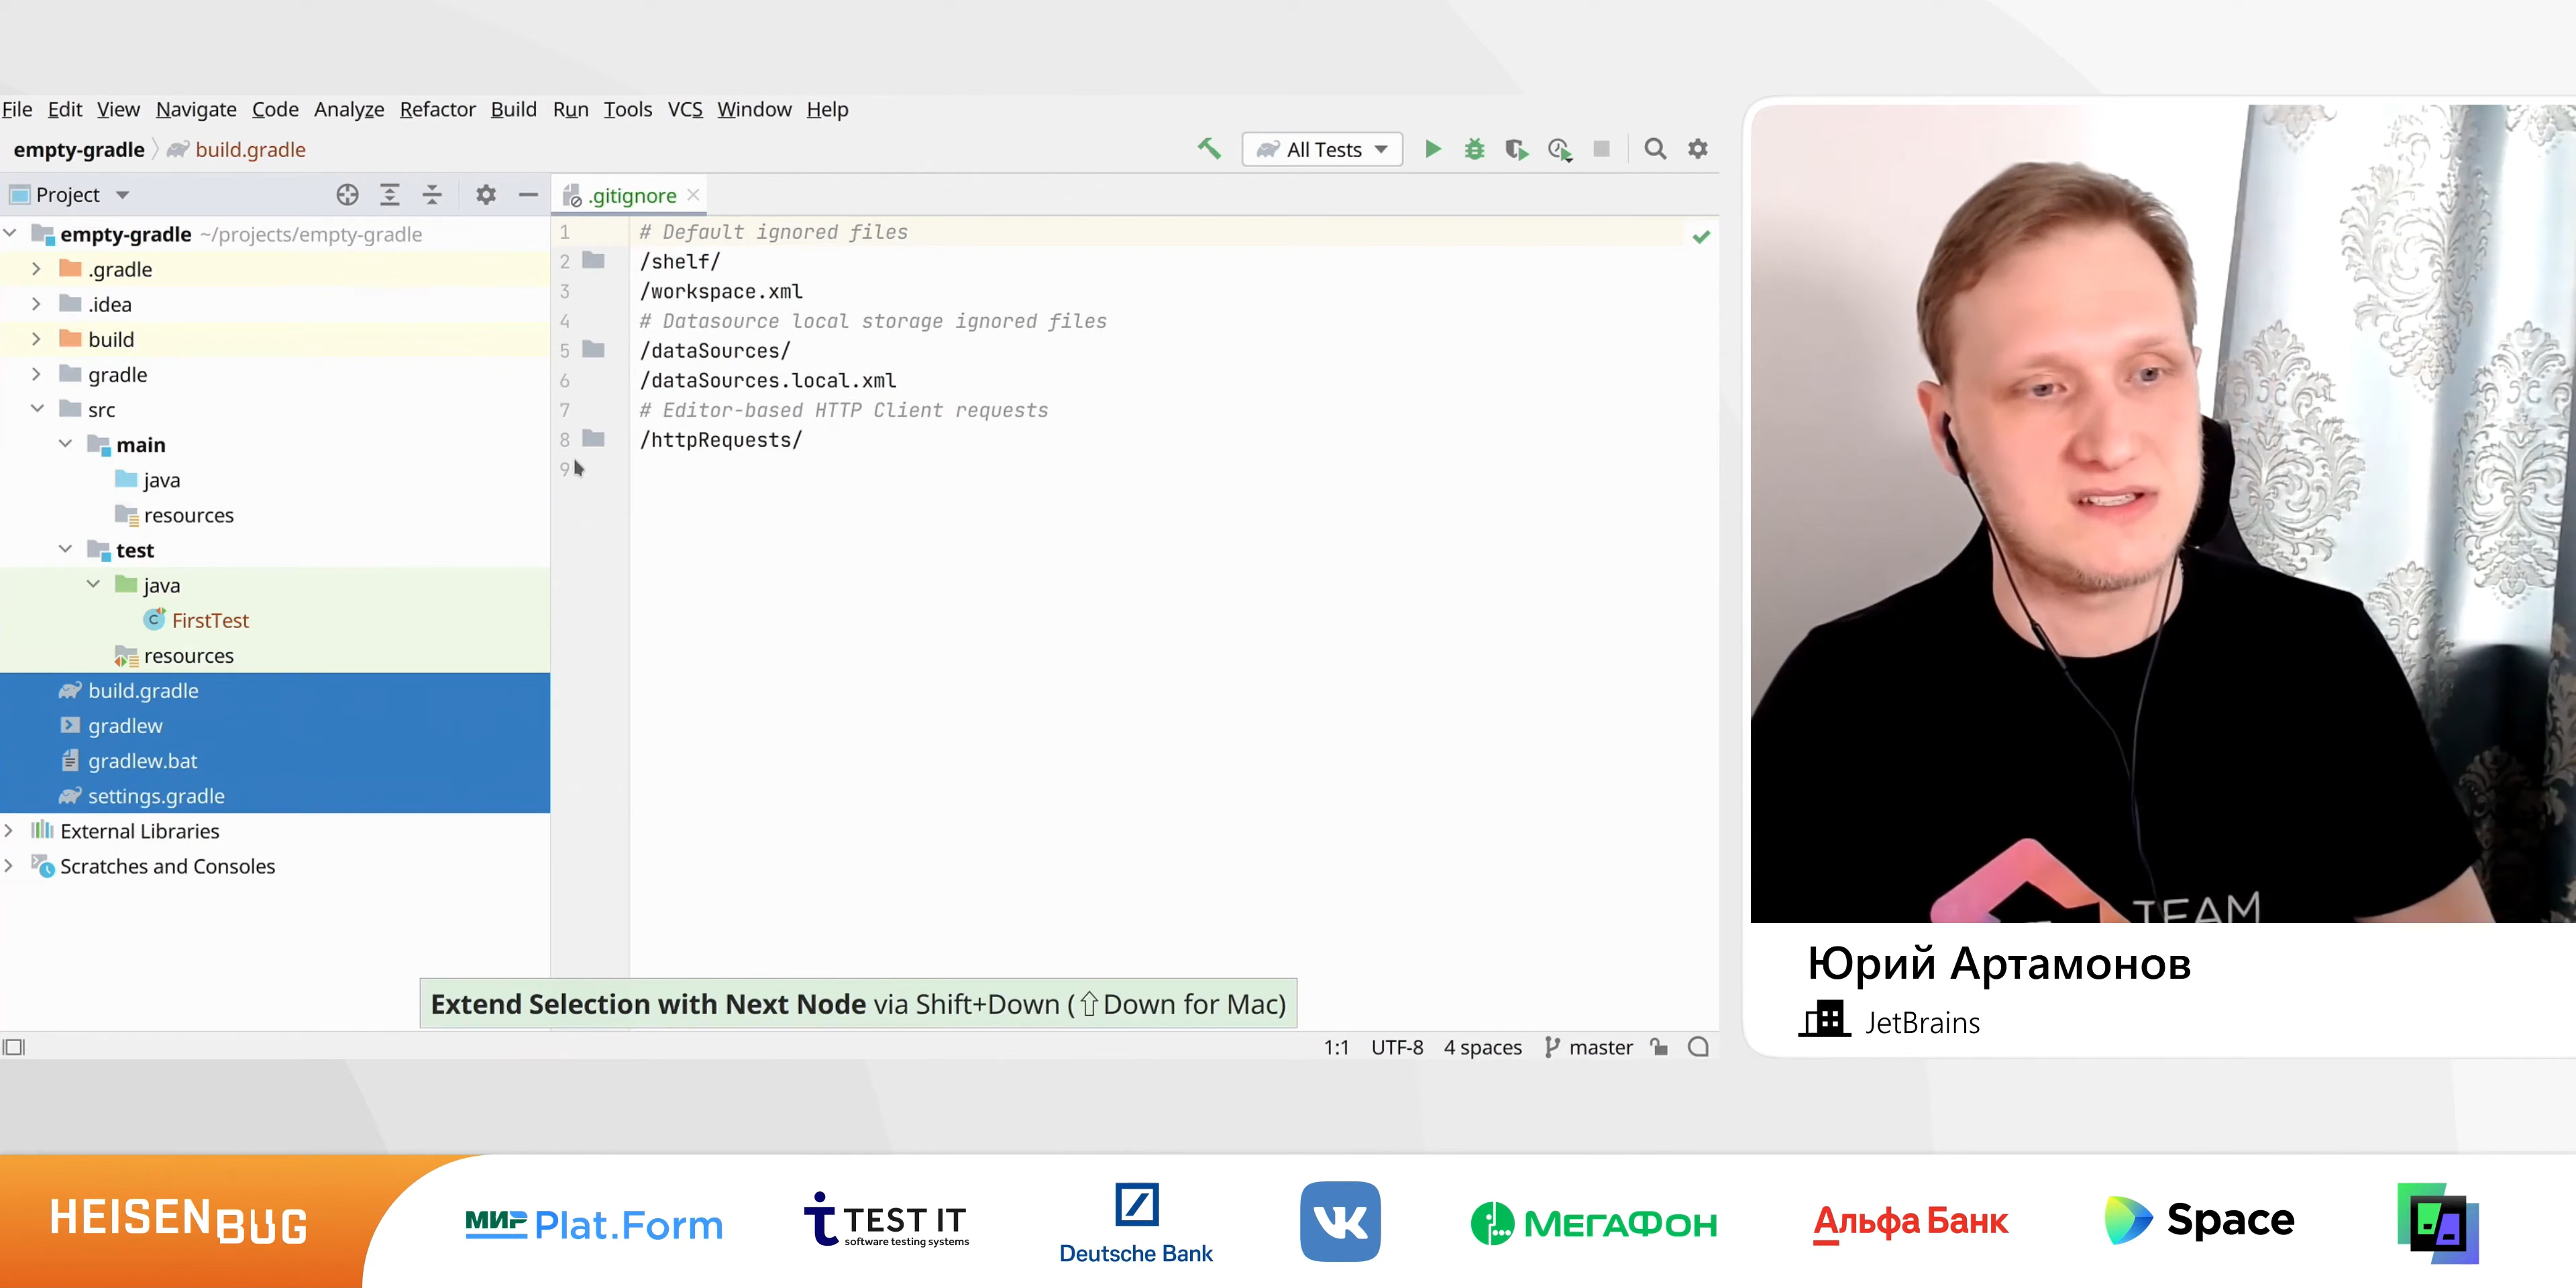 File Edit View Navigate Code Analyze Refactor Build Run Tools VCS Window Help
empty-gradle build.gradle
All Tests
Project
.gitignore
empty-gradle ~/projects/empty-gradle
.gradle
.idea
build
gradle
src
main
java
resources
test
java
FirstTest
resources
build.gradle
gradlew
gradlew.bat
settings.gradle
External Libraries
Scratches and Consoles
1 # Default ignored files
2 /shelf/
3 /workspace.xml
4 # Datasource local storage ignored files
5 /dataSources/
6 /dataSources.local.xml
7 # Editor-based HTTP Client requests
8 /httpRequests/
9
Extend Selection with Next Node via Shift+Down (⇧Down for Mac)
1:1 UTF-8 4 spaces master
TEAM
Юрий Артамонов
JetBrains
HEISENBUG
МИР Plat.Form
TEST IT
software testing systems
Deutsche Bank
VK
МЕГАФОН
Альфа Банк
Space